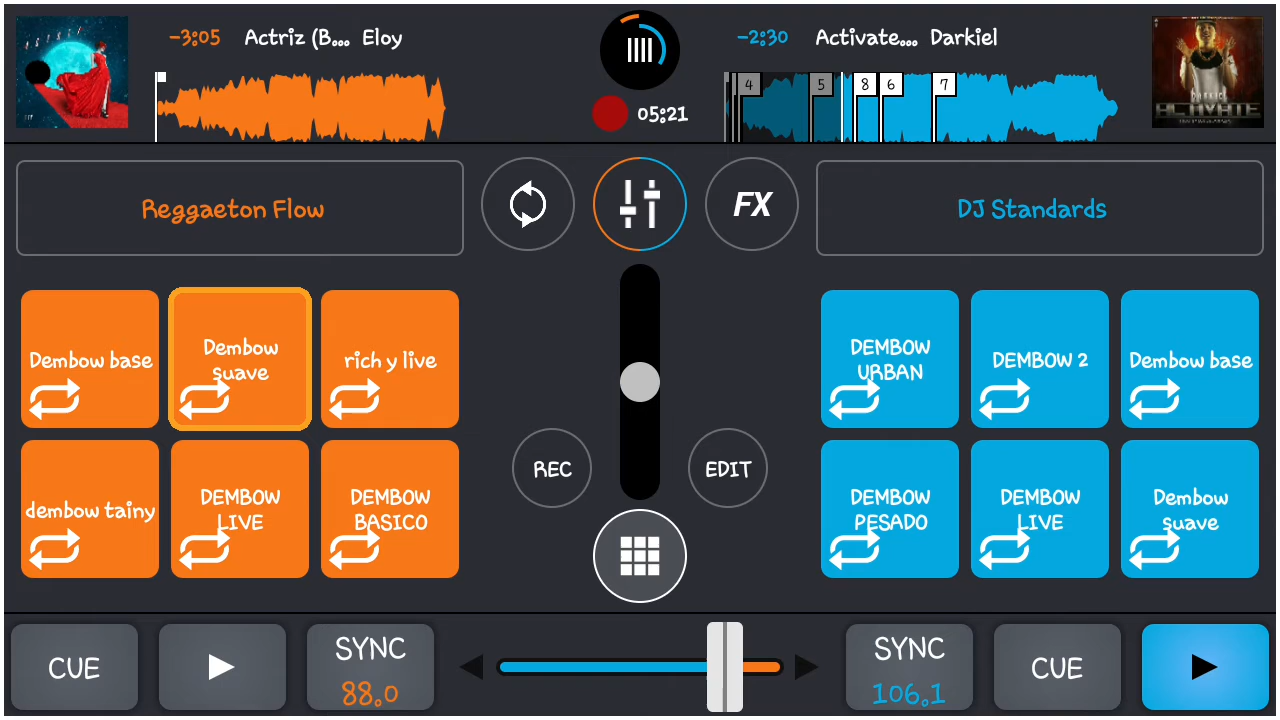 -3:05 Actriz (B... Eloy
-2:30 Activate... Darkiel
4 5 8 6 7
05:21
ACTIVATE
Reggaeton Flow
FX
DJ Standards
Dembow base
Dembow
suave
rich y live
DEMBOW
URBAN
DEMBOW 2
Dembow base
REC
EDIT
dembow tainy
DEMBOW
LIVE
DEMBOW
BASICO
DEMBOW
PESADO
DEMBOW
LIVE
Dembow
suave
CUE
SYNC
88.0
SYNC
106.1
CUE